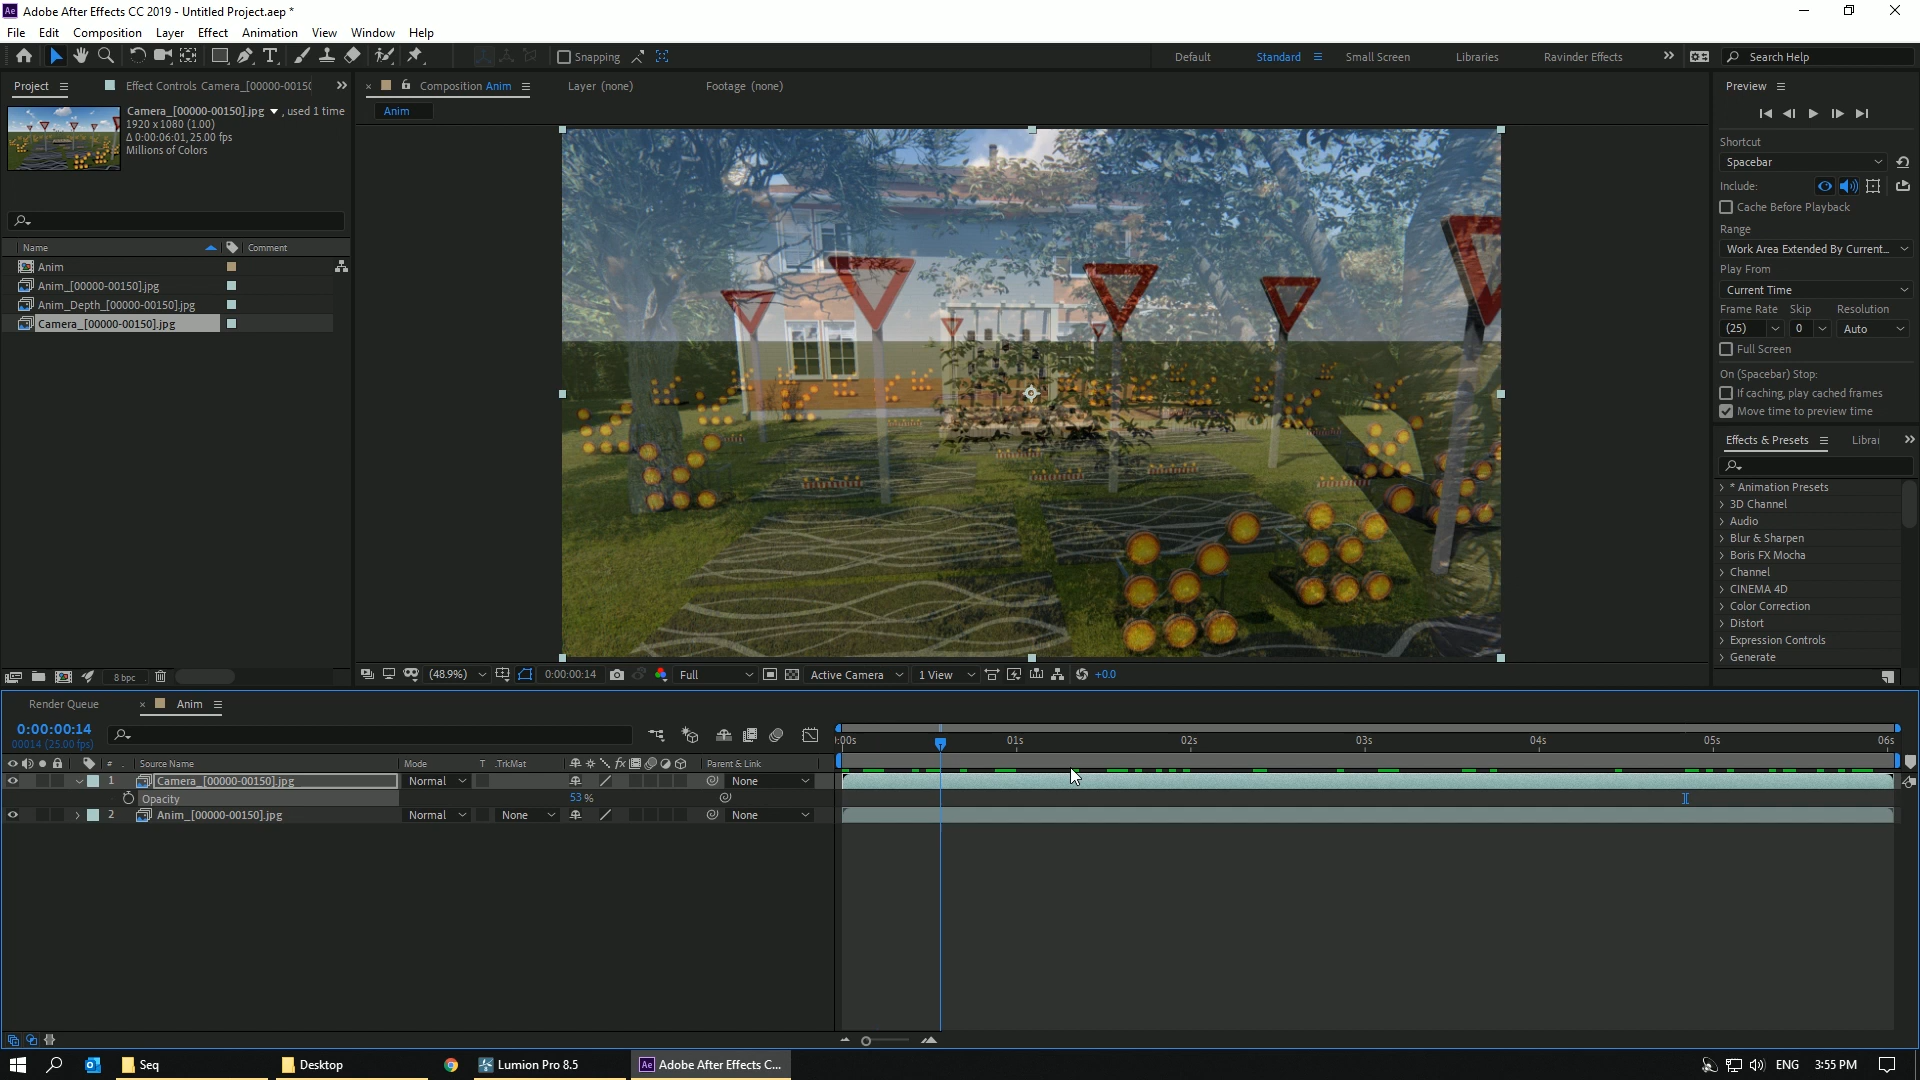 Adobe After Effects CC 2019 - Untitled Project.aep *
File Edit Composition Layer Effect Animation View Window Help
Snapping
Default Standard Small Screen Libraries Ravinder Effects Search Help
Project Effect Controls Camera_[00000-0015(
Composition Anim Layer (none) Footage (none)
Preview
Camera_[00000-00150].jpg , used 1 time
1920 x 1080 (1.00)
Δ 0:00:06:01, 25.00 fps
Millions of Colors
Anim
Shortcut
Spacebar
Include:
Cache Before Playback
Range
Work Area Extended By Current...
Play From
Current Time
Frame Rate Skip Resolution
(25) 0 Auto
Full Screen
On (Spacebar) Stop:
If caching, play cached frames
Move time to preview time
Name Comment
Anim
Anim_[00000-00150].jpg
Anim_Depth_[00000-00150].jpg
Camera_[00000-00150].jpg
Effects & Presets Librai
* Animation Presets
3D Channel
Audio
Blur & Sharpen
Boris FX Mocha
Channel
CINEMA 4D
Color Correction
Distort
Expression Controls
Generate
8 bpc
(48.9%) 0:00:00:14 Full Active Camera 1 View +0.0
Render Queue Anim
0:00:00:14
00014 (25.00 fps)
:00s 01s 02s 03s 04s 05s 06s
# Source Name Mode T .TrkMat fx Parent & Link
1 Camera_[00000-00150].jpg Normal None
Opacity 53 %
2 Anim_[00000-00150].jpg Normal None None
Seq Desktop Lumion Pro 8.5 Ae Adobe After Effects C... ENG 3:55 PM